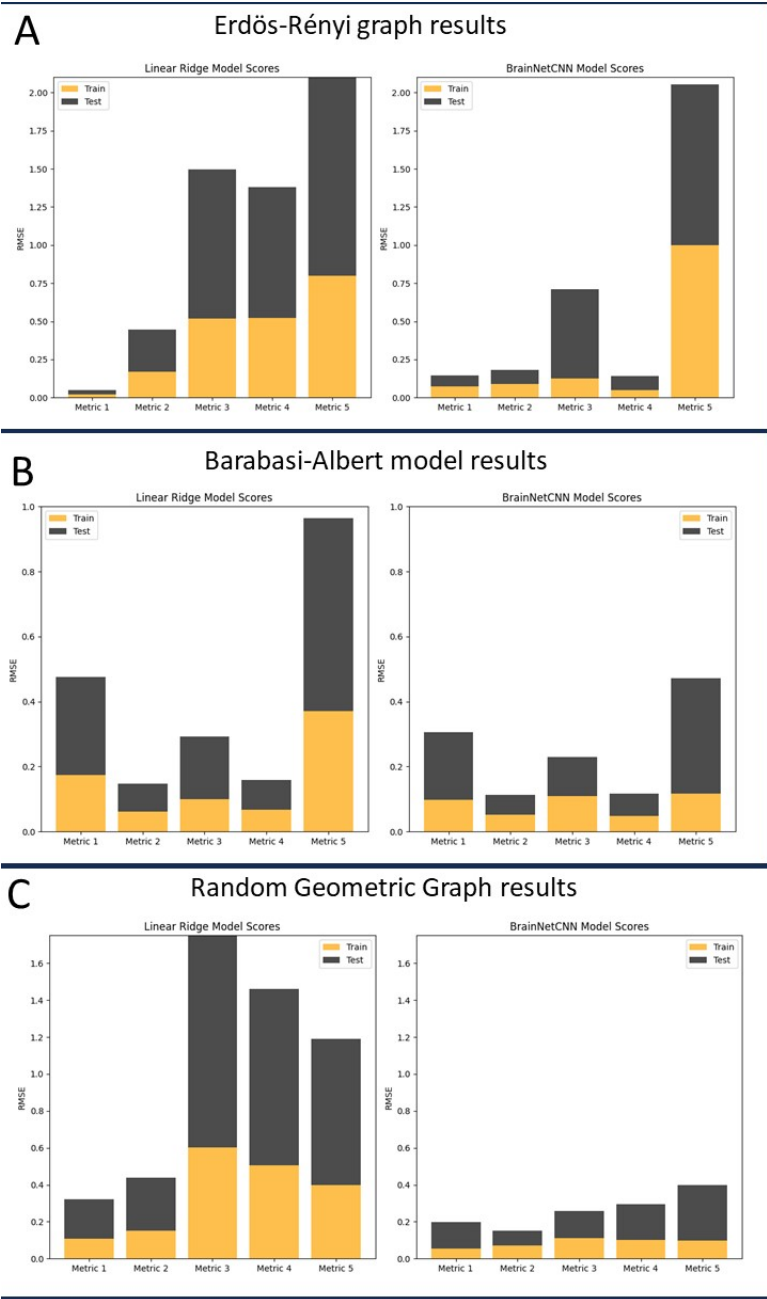 A
Erdös-Rényi graph results
Linear Ridge Model Scores
Train
Test
RMSE
2.00
1.75
1.50
1.25
1.00
0.75
0.50
0.25
0.00
Metric 1 Metric 2 Metric 3 Metric 4 Metric 5
BrainNetCNN Model Scores
Train
Test
RMSE
2.00
1.75
1.50
1.25
1.00
0.75
0.50
0.25
0.00
Metric 1 Metric 2 Metric 3 Metric 4 Metric 5
B
Barabasi-Albert model results
Linear Ridge Model Scores
Train
Test
RMSE
1.0
0.8
0.6
0.4
0.2
0.0
Metric 1 Metric 2 Metric 3 Metric 4 Metric 5
BrainNetCNN Model Scores
Train
Test
RMSE
1.0
0.8
0.6
0.4
0.2
0.0
Metric 1 Metric 2 Metric 3 Metric 4 Metric 5
C
Random Geometric Graph results
Linear Ridge Model Scores
Train
Test
RMSE
1.6
1.4
1.2
1.0
0.8
0.6
0.4
0.2
0.0
Metric 1 Metric 2 Metric 3 Metric 4 Metric 5
BrainNetCNN Model Scores
Train
Test
RMSE
1.6
1.4
1.2
1.0
0.8
0.6
0.4
0.2
0.0
Metric 1 Metric 2 Metric 3 Metric 4 Metric 5